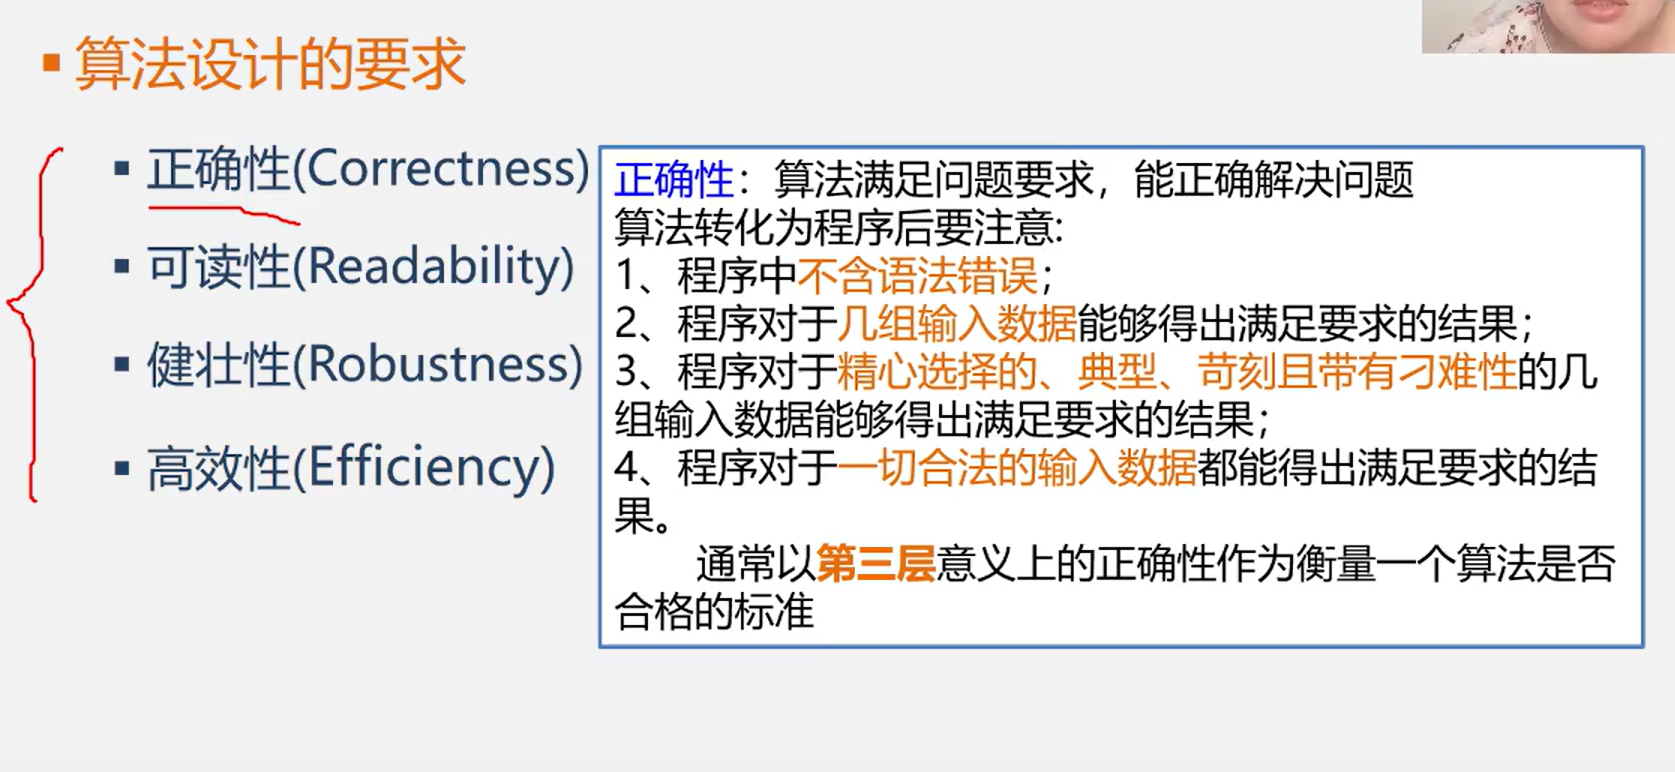 算法设计的要求
正确性(Correctness)
可读性(Readability)
健壮性(Robustness)
高效性(Efficiency)
正确性：算法满足问题要求，能正确解决问题
算法转化为程序后要注意:
1、程序中不含语法错误；
2、程序对于几组输入数据能够得出满足要求的结果；
3、程序对于精心选择的、典型、苛刻且带有刁难性的几
组输入数据能够得出满足要求的结果；
4、程序对于一切合法的输入数据都能得出满足要求的结
果。
通常以第三层意义上的正确性作为衡量一个算法是否
合格的标准